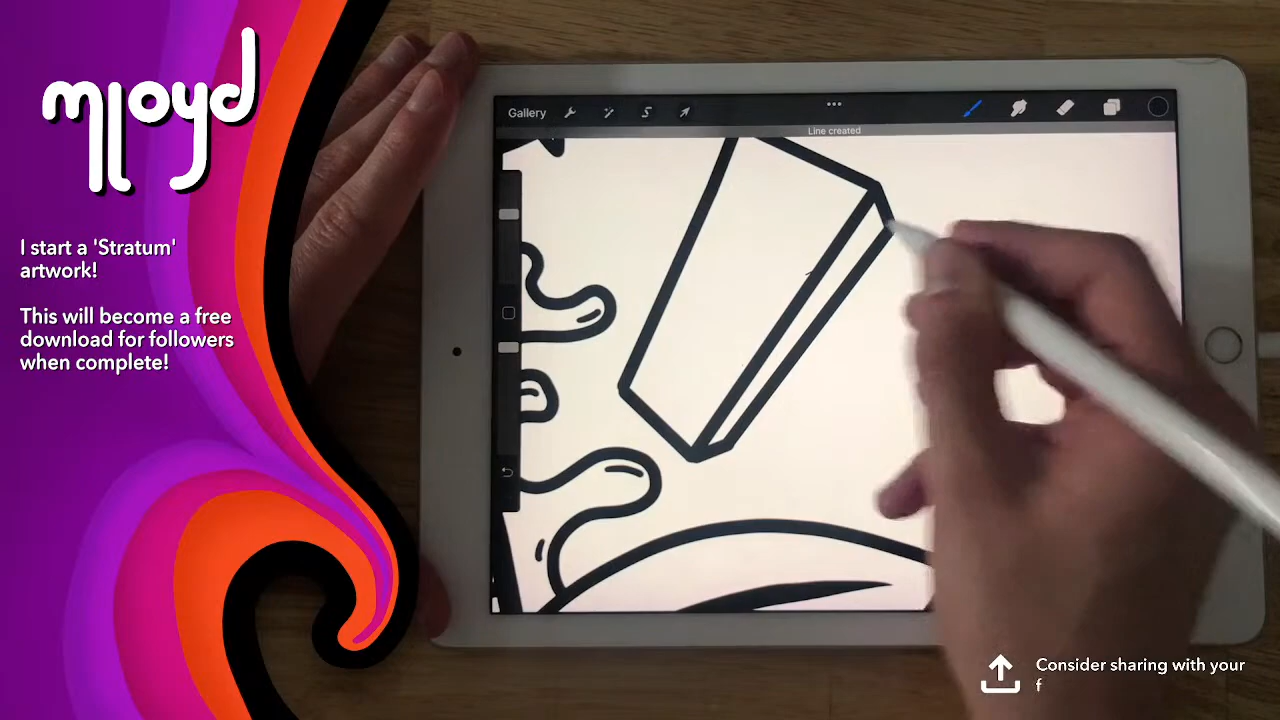 mlloyd
I start a 'Stratum'
artwork!
This will become a free
download for followers
when complete!
Gallery
Line created
Consider sharing with your
f